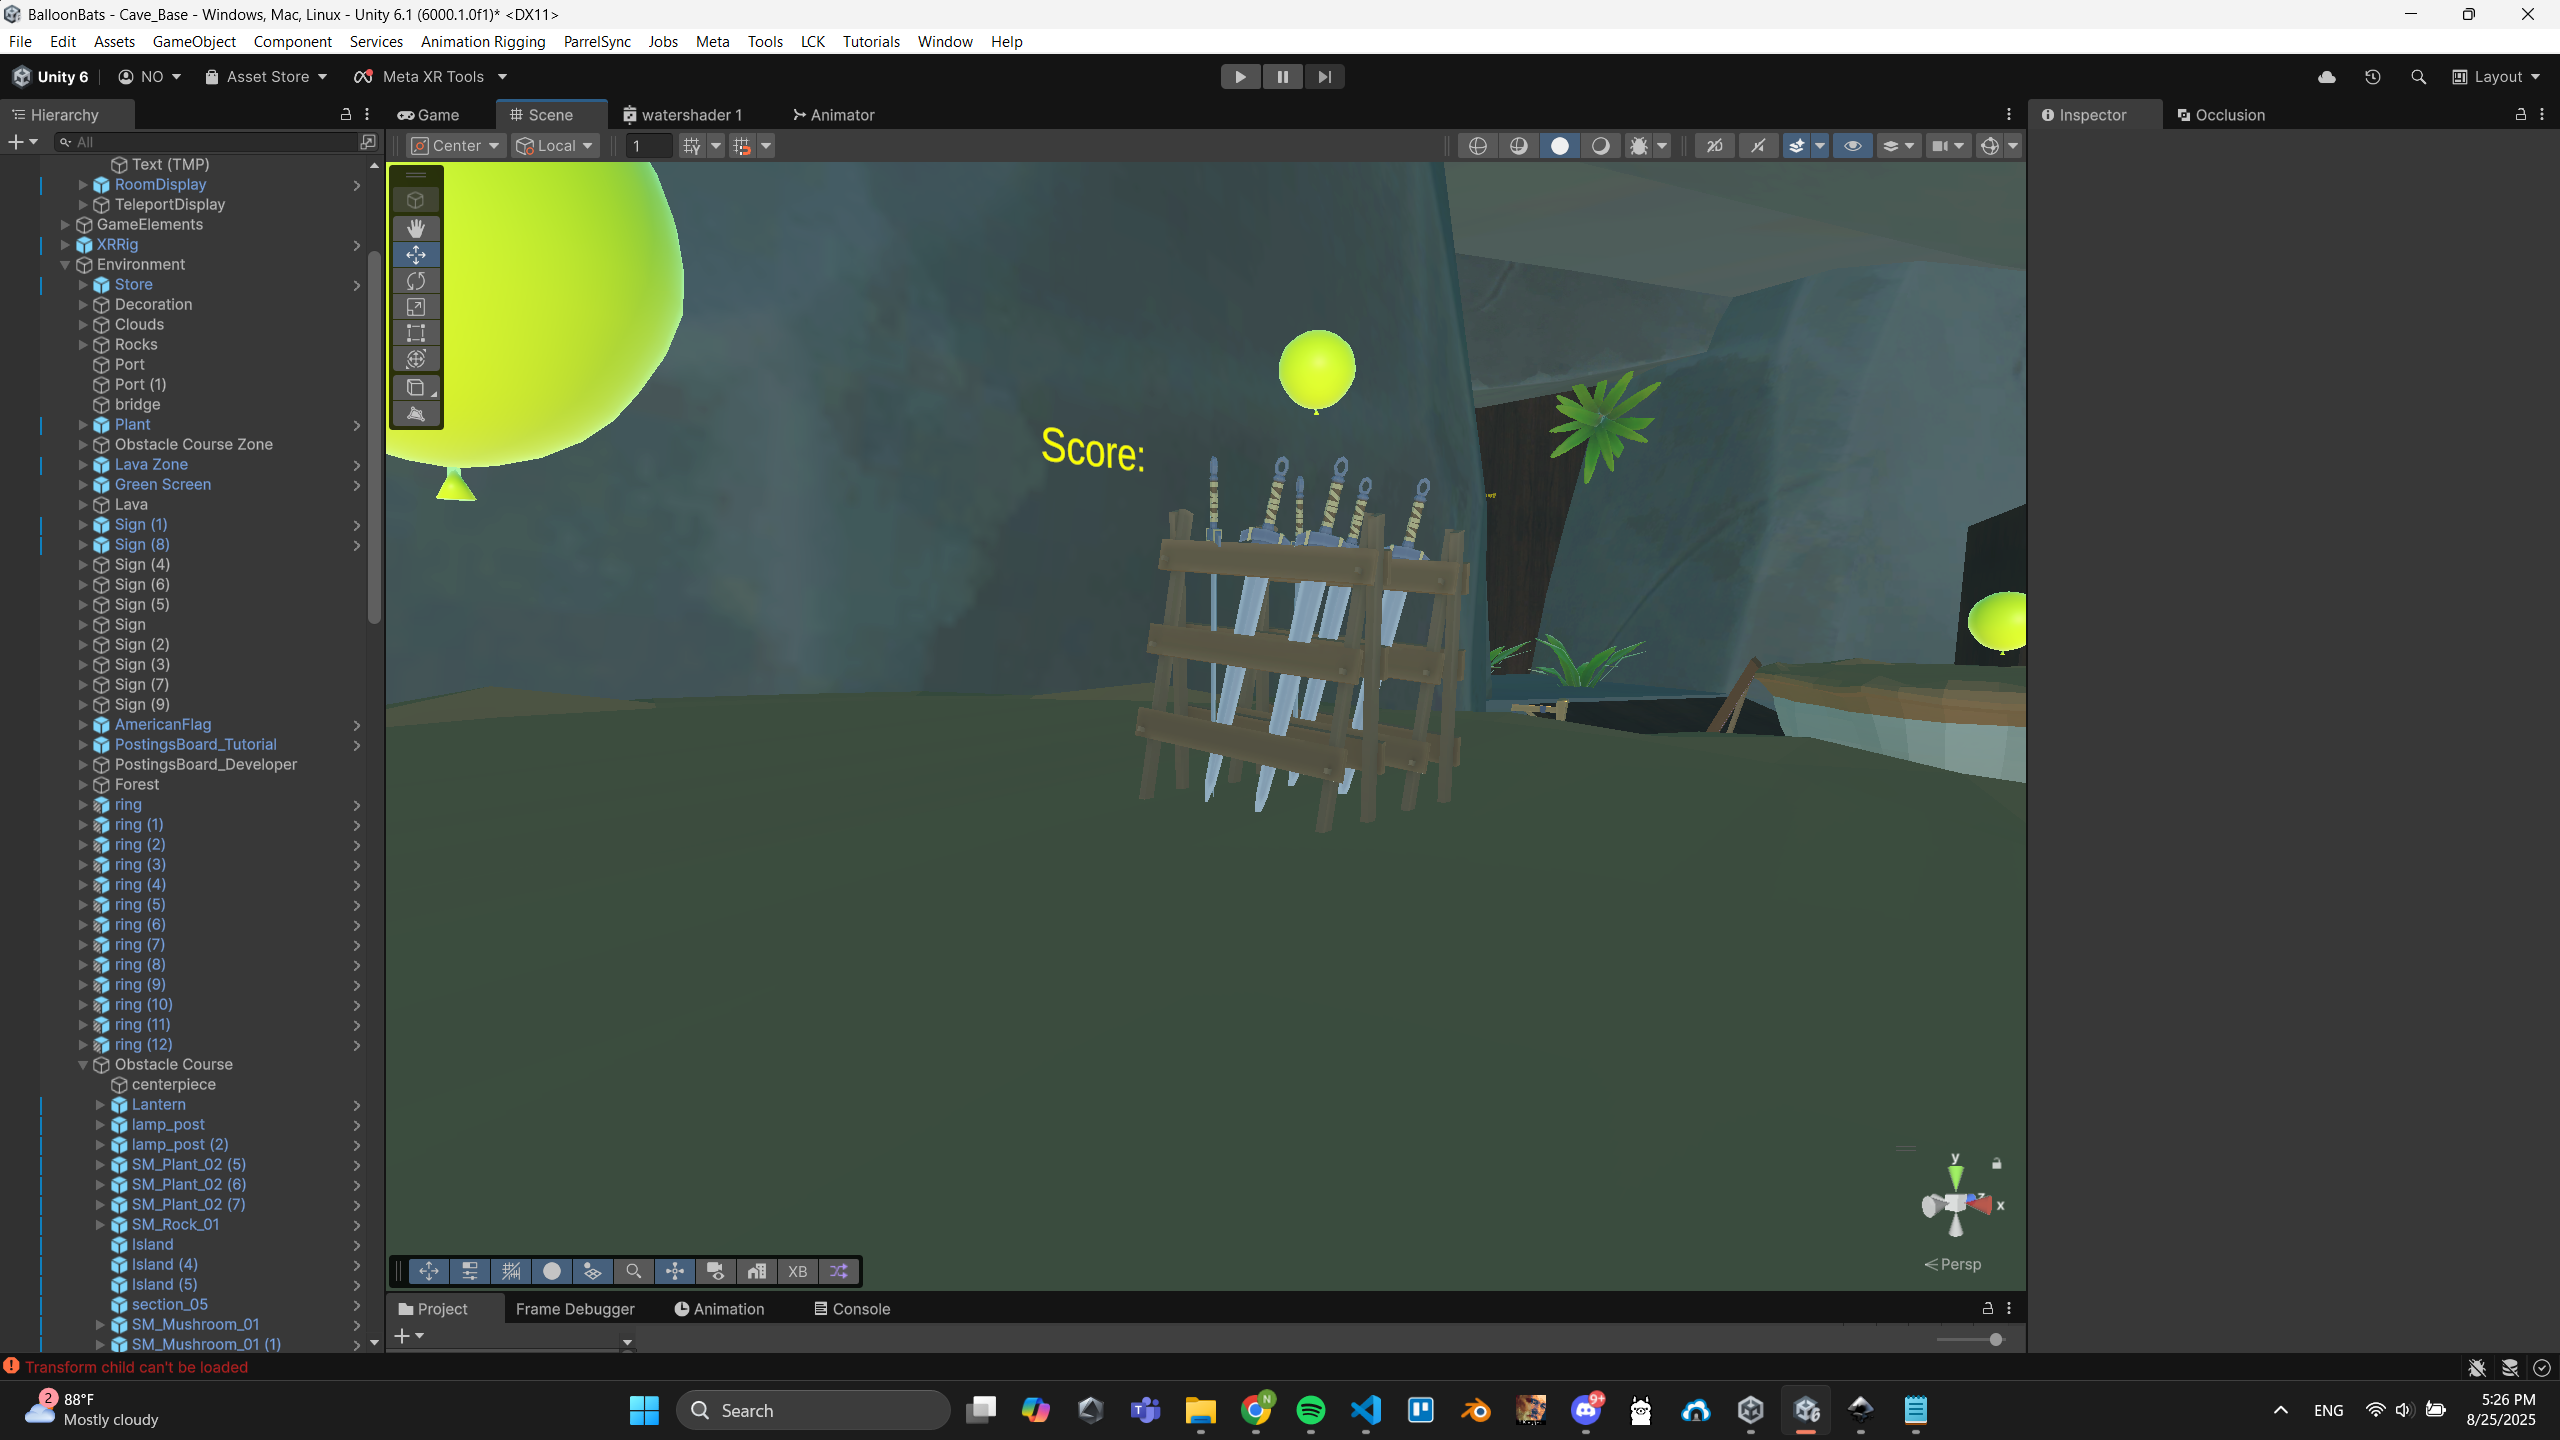 BalloonBats - Cave_Base - Windows, Mac, Linux - Unity 6.1 (6000.1.0f1)* <DX11>
File Edit Assets GameObject Component Services Animation Rigging ParrelSync Jobs Meta Tools LCK Tutorials Window Help
Unity 6 NO Asset Store Meta XR Tools Layout
Hierarchy
Game Scene watershader 1 Animator
Inspector Occlusion
All
Center Local 1 2D
Text (TMP)
RoomDisplay
TeleportDisplay
GameElements
XRRig
Environment
Store
Decoration
Clouds
Rocks
Port
Port (1)
bridge
Plant
Obstacle Course Zone
Lava Zone
Green Screen
Lava
Sign (1)
Sign (8)
Sign (4)
Sign (6)
Sign (5)
Sign
Sign (2)
Sign (3)
Sign (7)
Sign (9)
AmericanFlag
PostingsBoard_Tutorial
PostingsBoard_Developer
Forest
ring
ring (1)
ring (2)
ring (3)
ring (4)
ring (5)
ring (6)
ring (7)
ring (8)
ring (9)
ring (10)
ring (11)
ring (12)
Obstacle Course
centerpiece
Lantern
lamp_post
lamp_post (2)
SM_Plant_02 (5)
SM_Plant_02 (6)
SM_Plant_02 (7)
SM_Rock_01
Island
Island (4)
Island (5)
section_05
SM_Mushroom_01
SM_Mushroom_01 (1)
Score:
y
z
x
Persp
XB
Project Frame Debugger Animation Console
Transform child can't be loaded
2
88°F
Mostly cloudy
Search
N
9+
6
ENG
5:26 PM
8/25/2025